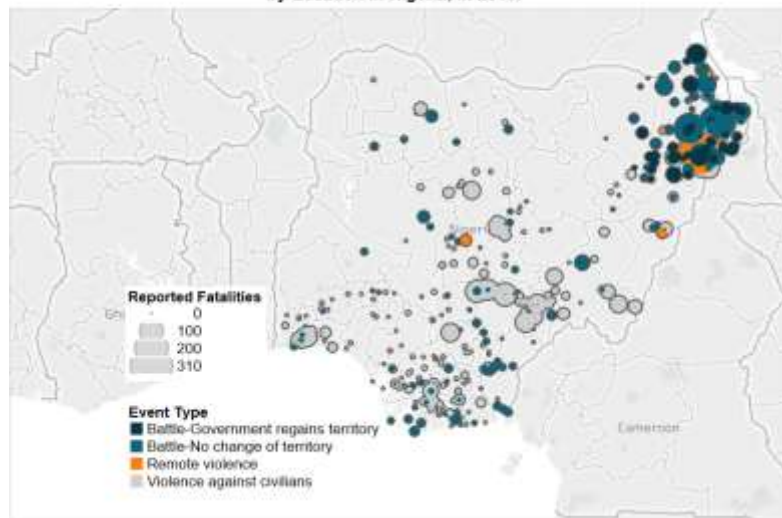 Reported Fatalities
0
100
200
310
Event Type
Battle-Government regains territory
Battle-No change of territory
Remote violence
Violence against civilians
Cameroon